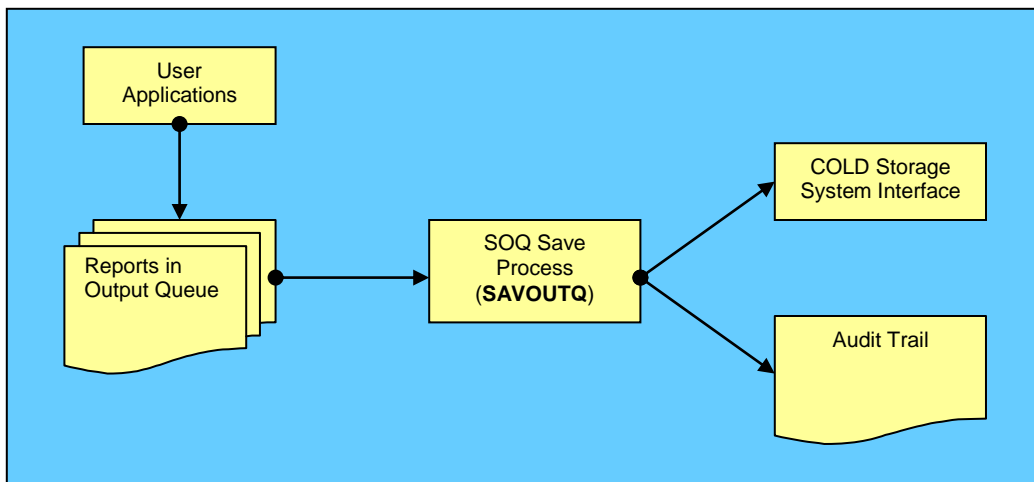 User
Applications
Reports in
Output Queue
SOQ Save
Process
(SAVOUTQ)
COLD Storage
System Interface
Audit Trail